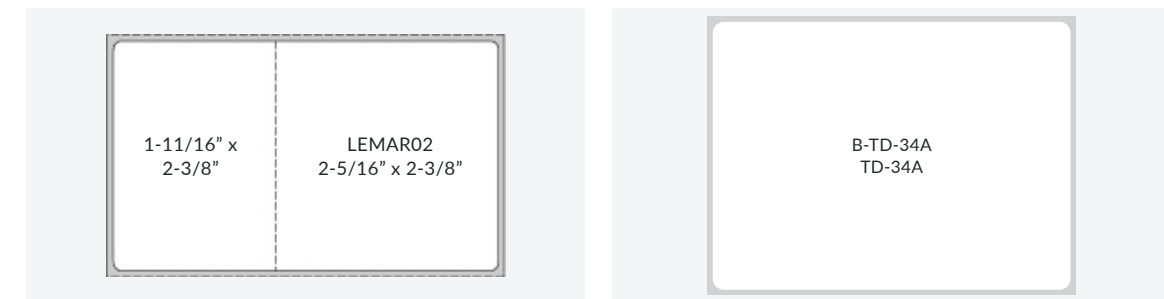 1-11/16” x
2-3/8”
LEMAR02
2-5/16” x 2-3/8”
B-TD-34A
TD-34A